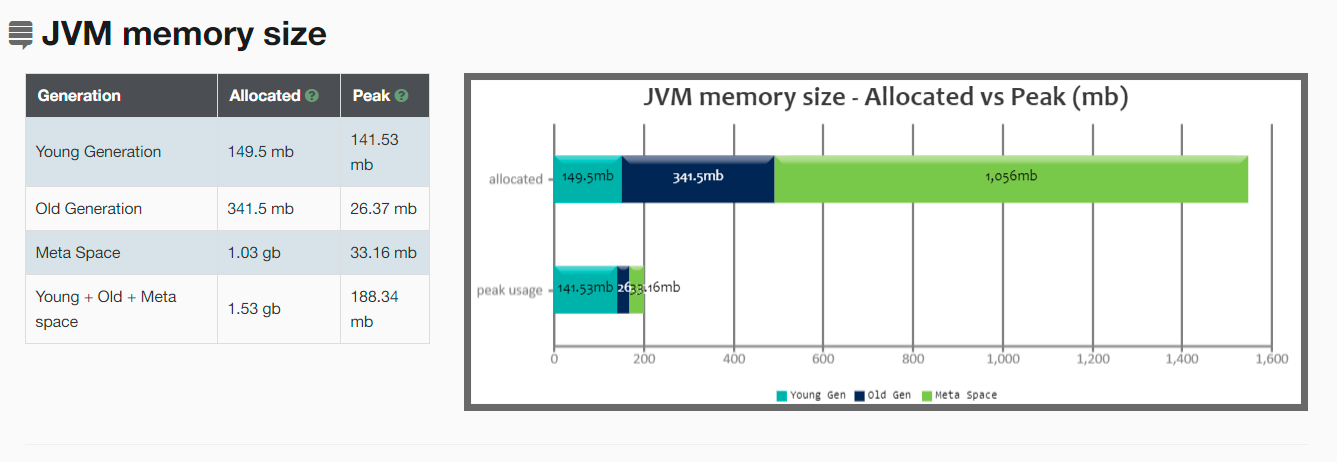 JVM memory size
Generation Allocated Peak
Young Generation 149.5 mb 141.53 mb
Old Generation 341.5 mb 26.37 mb
Meta Space 1.03 gb 33.16 mb
Young + Old + Meta space 1.53 gb 188.34 mb
JVM memory size - Allocated vs Peak (mb)
allocated 149.5mb 341.5mb 1,056mb
peak usage 141.53mb 26. 33.16mb
0 200 400 600 800 1,000 1,200 1,400 1,600
Young Gen Old Gen Meta Space